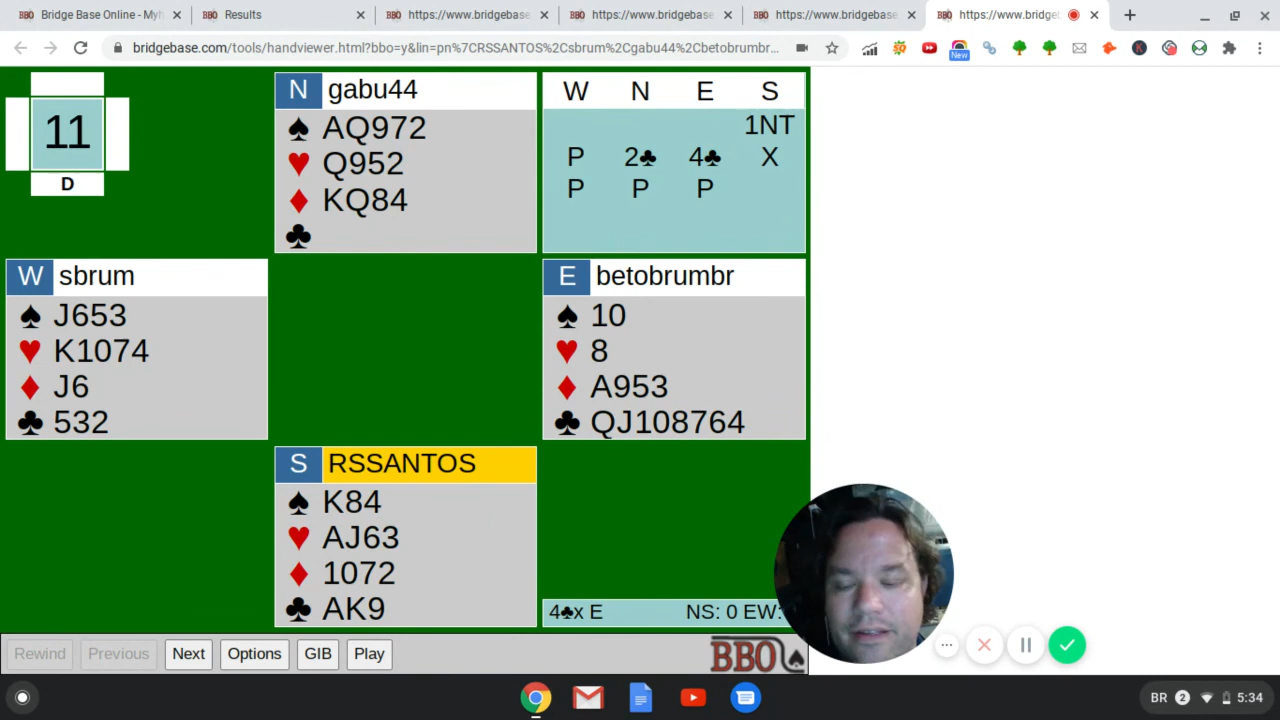 Bridge Base Online - Myh
Results
https://www.bridgebase.
https://www.bridgebase.
https://www.bridgebase.
https://www.bridge
bridgebase.com/tools/handviewer.html?bbo=y&lin=pn%7CRSSANTOS%2Csbrum%2Cgabu44%2Cbetobrumbr...
New
11
D
N gabu44
♠ AQ972
♥ Q952
♦ KQ84
♣
W N E S
1NT
P 2♣ 4♣ X
P P P
W sbrum
♠ J653
♥ K1074
♦ J6
♣ 532
E betobrumbr
♠ 10
♥ 8
♦ A953
♣ QJ108764
S RSSANTOS
♠ K84
♥ AJ63
♦ 1072
♣ AK9
4♣x E NS: 0 EW:
Rewind Previous Next Options GIB Play
BBO
BR 2 5:34